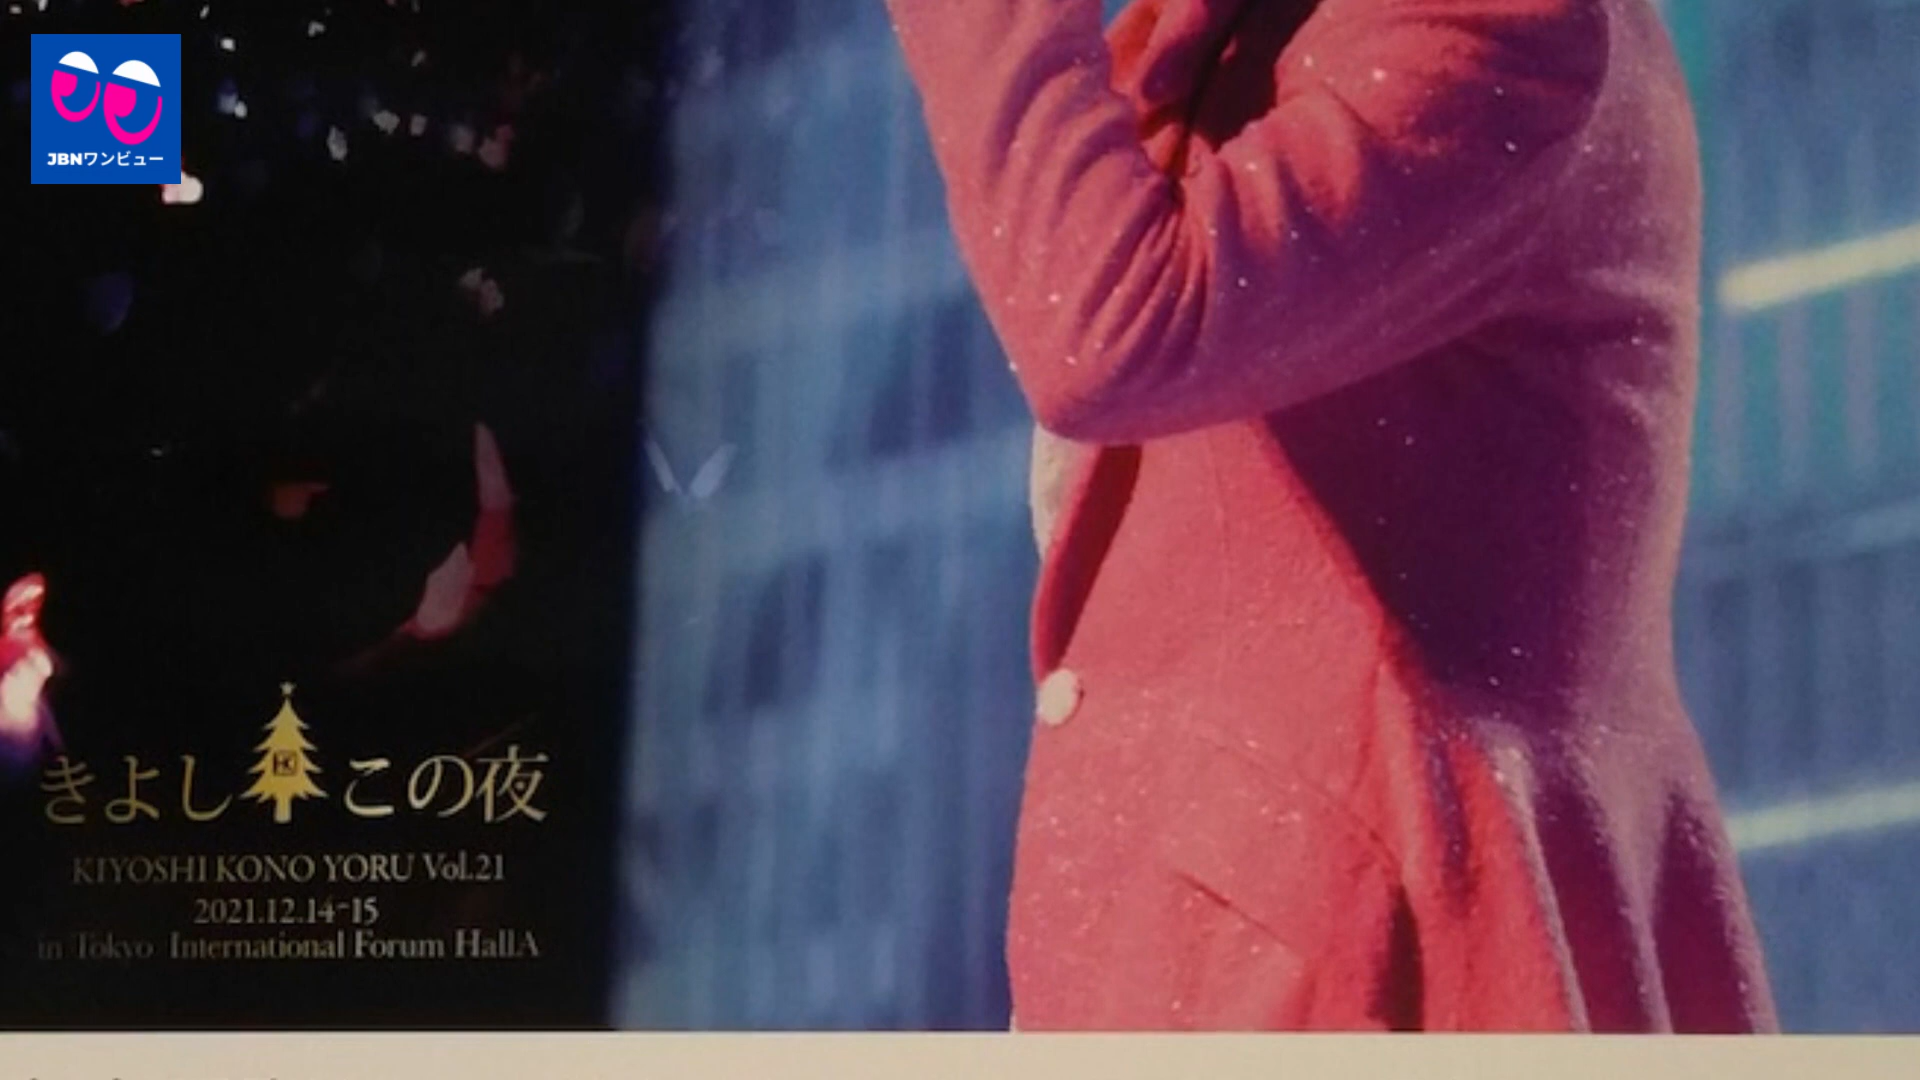 JBNワンビュー
きよしこの夜
HK
KIYOSHI KONO YORU Vol.21
2021.12.14-15
in Tokyo International Forum HallA